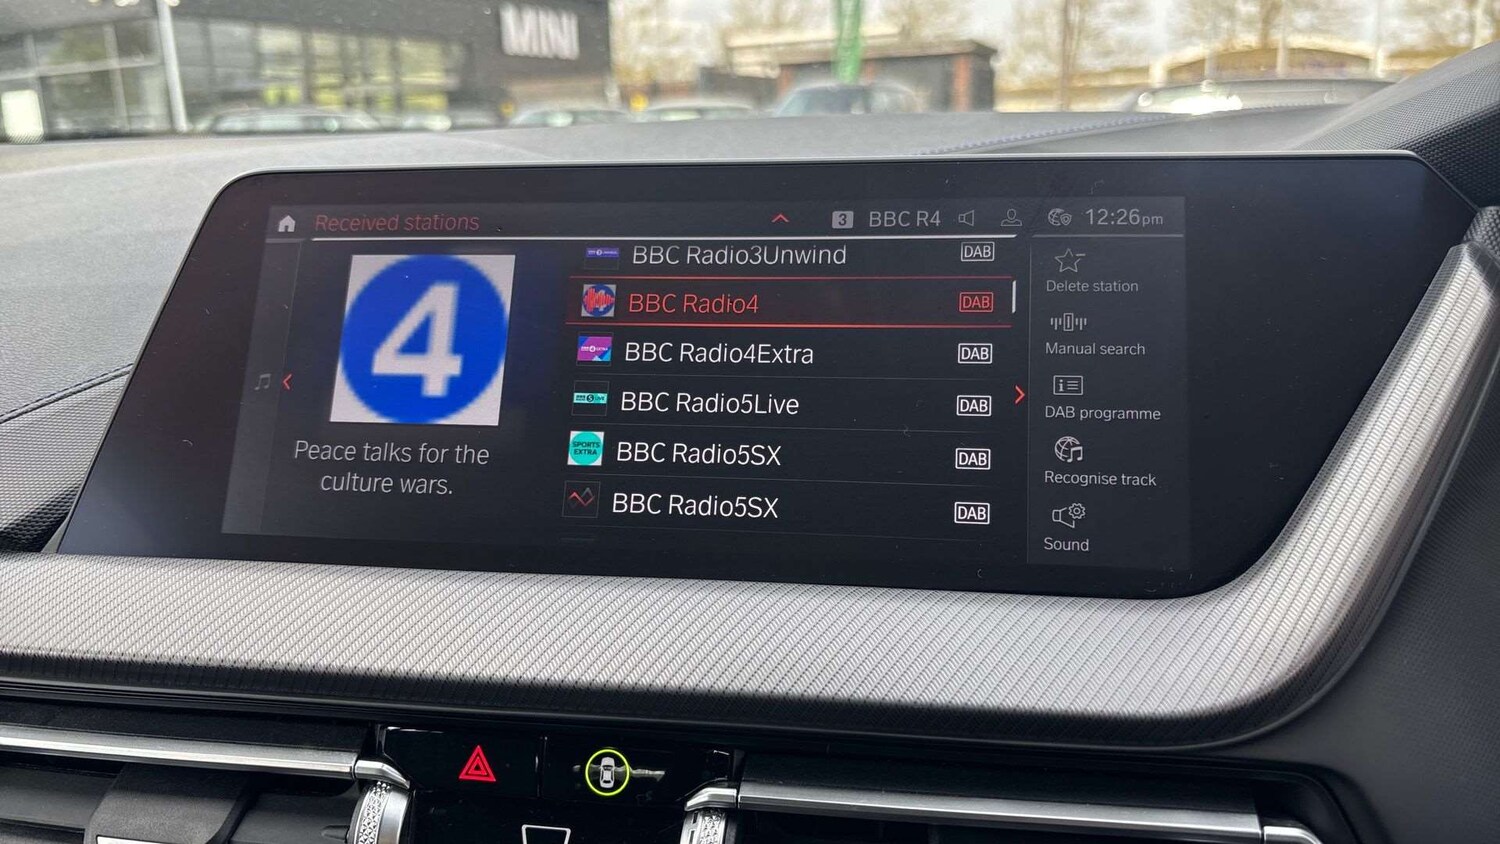 MINI
Received stations
3 BBC R4 12:26pm
4
Peace talks for the
culture wars.
BBC Radio3Unwind DAB
BBC Radio4 DAB
BBC Radio4Extra DAB
BBC Radio5Live DAB
SPORTS
EXTRA
BBC Radio5SX DAB
BBC Radio5SX DAB
Delete station
Manual search
DAB programme
Recognise track
Sound